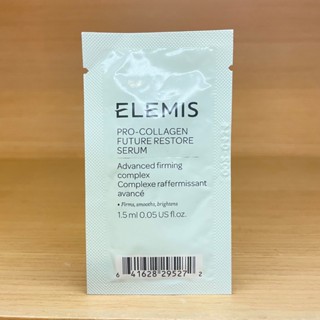 ELEMIS
PRO-COLLAGEN
FUTURE RESTORE
SERUM
Advanced firming
complex
Complexe raffermissant
avancé
• Firms, smooths, brightens
1.5 ml 0.05 US fl.oz.
6 41628 29527 2